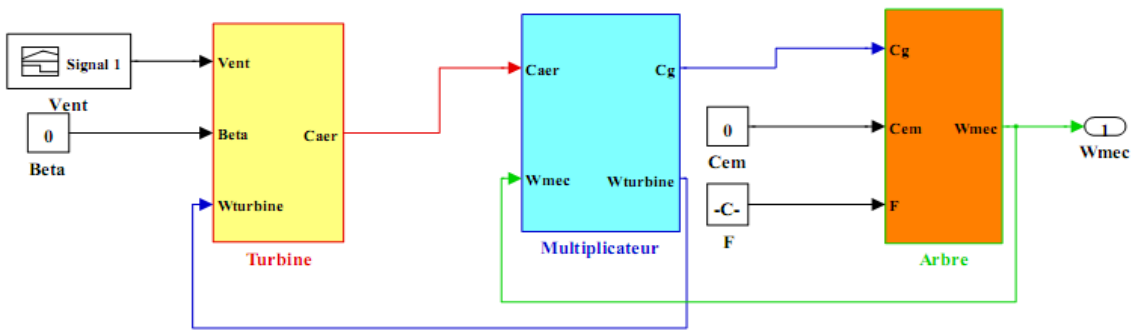 Signal 1
Vent
0
Beta
Vent
Beta
Wturbine
Caer
Turbine
Caer
Wmec
Cg
Wturbine
Multiplicateur
0
Cem
-C-
F
Cg
Cem
F
Wmec
Arbre
1
Wmec